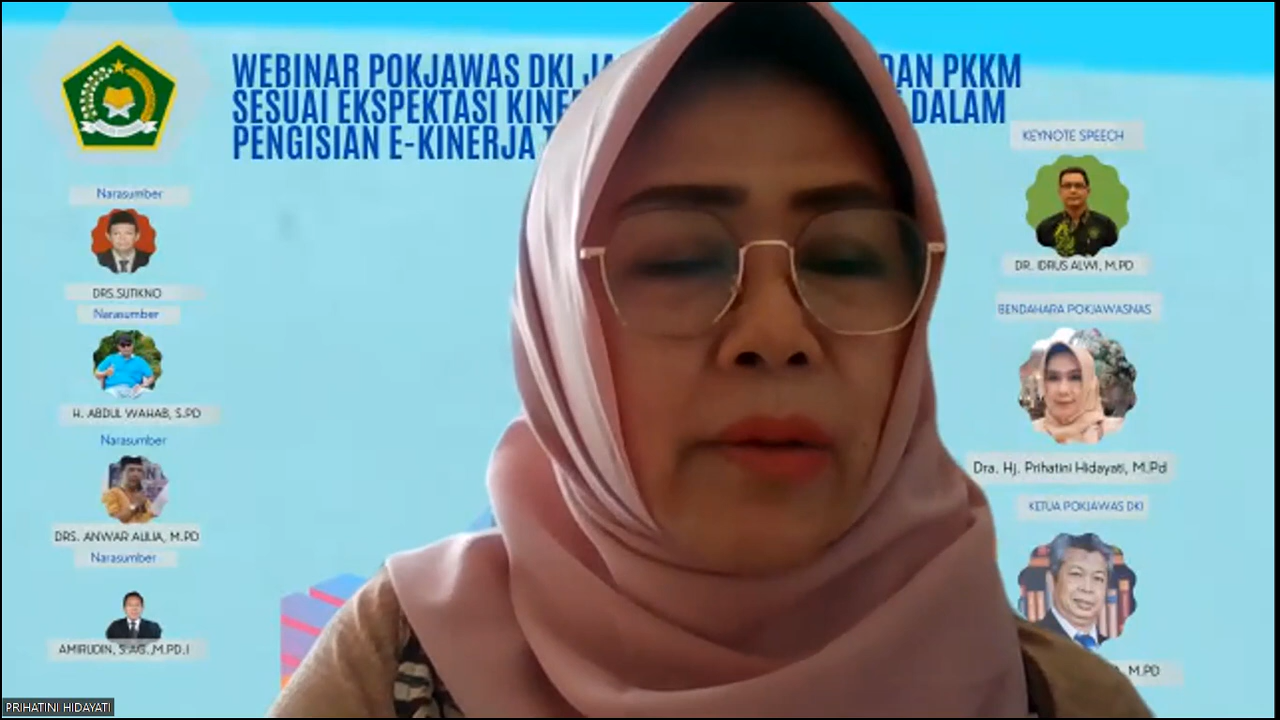 WEBINAR POKJAWAS DKI JA DAN PKKM
SESUAI EKSPEKTASI KINE DALAM
PENGISIAN E-KINERJA T
Narasumber
DRS.SUTIKNO
Narasumber
H. ABDUL WAHAB, S.PD
Narasumber
DRS. ANWAR AULIA, M.PD
Narasumber
AMIRUDIN, S.AG.,M.PD.I
KEYNOTE SPEECH
DR. IDRUS ALWI, M.PD
BENDAHARA POKJAWASNAS
Dra. Hj. Prihatini Hidayati, M.Pd
KETUA POKJAWAS DKI
, M.PD
PRIHATINI HIDAYATI